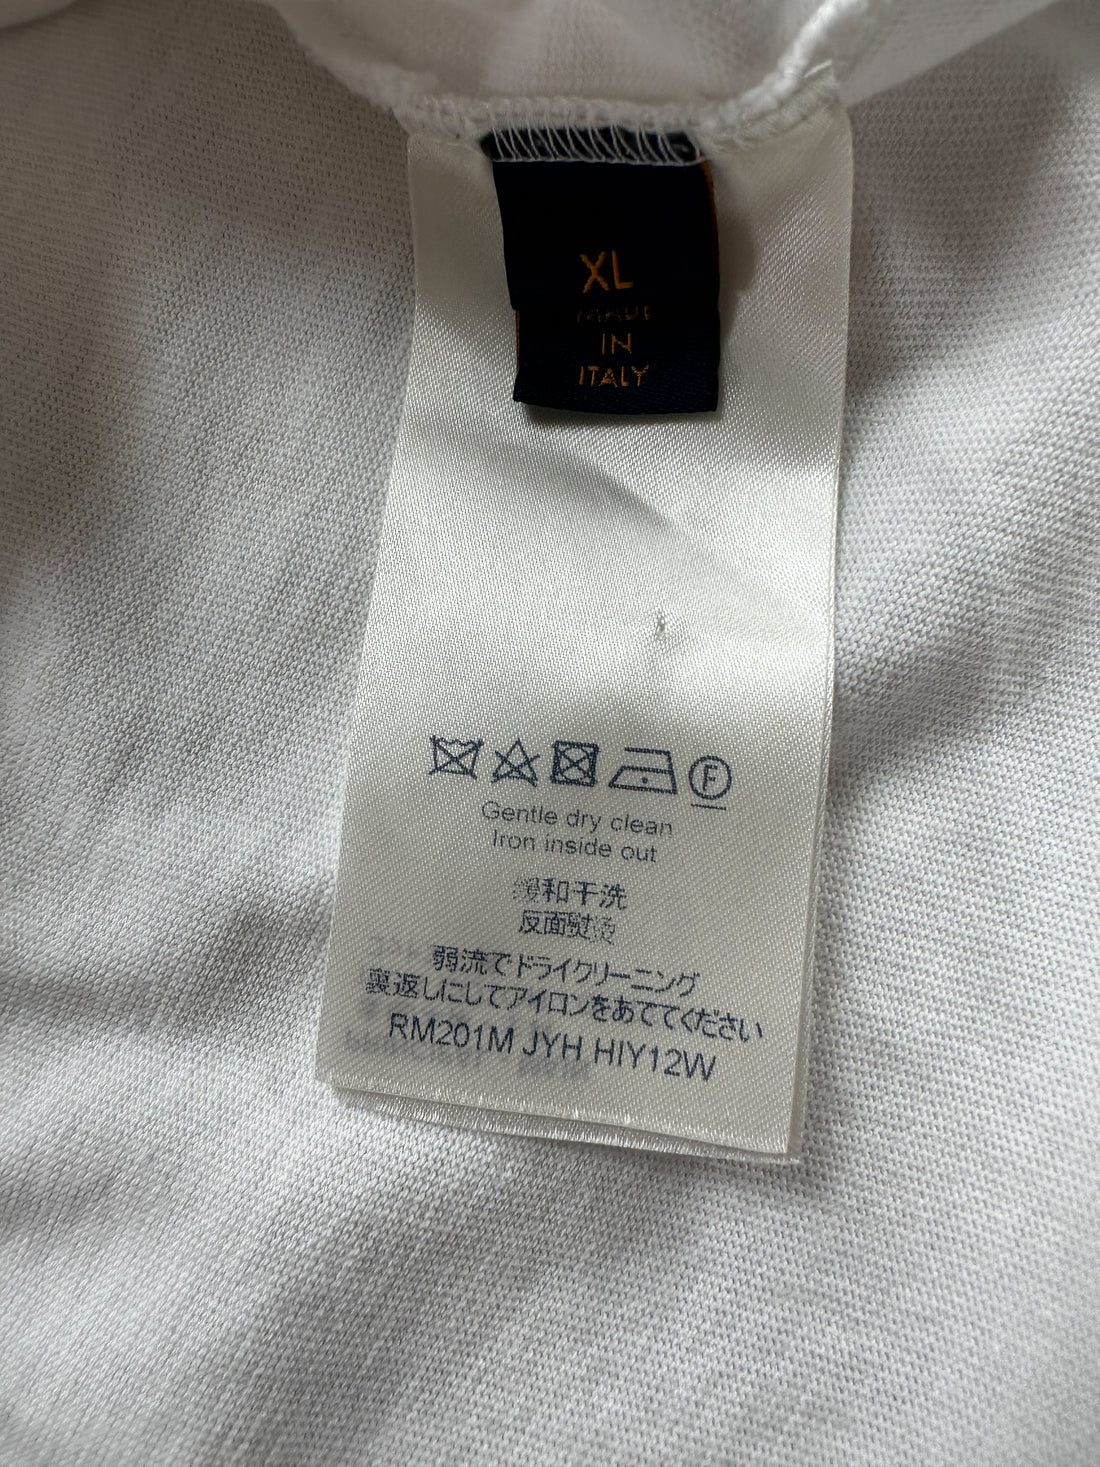 XL
MADE
IN
ITALY
F
Gentle dry clean
Iron inside out
缓和干洗
反面熨烫
弱流でドライクリーニング
裏返しにしてアイロンをあててください
RM201M JYH HIY12W